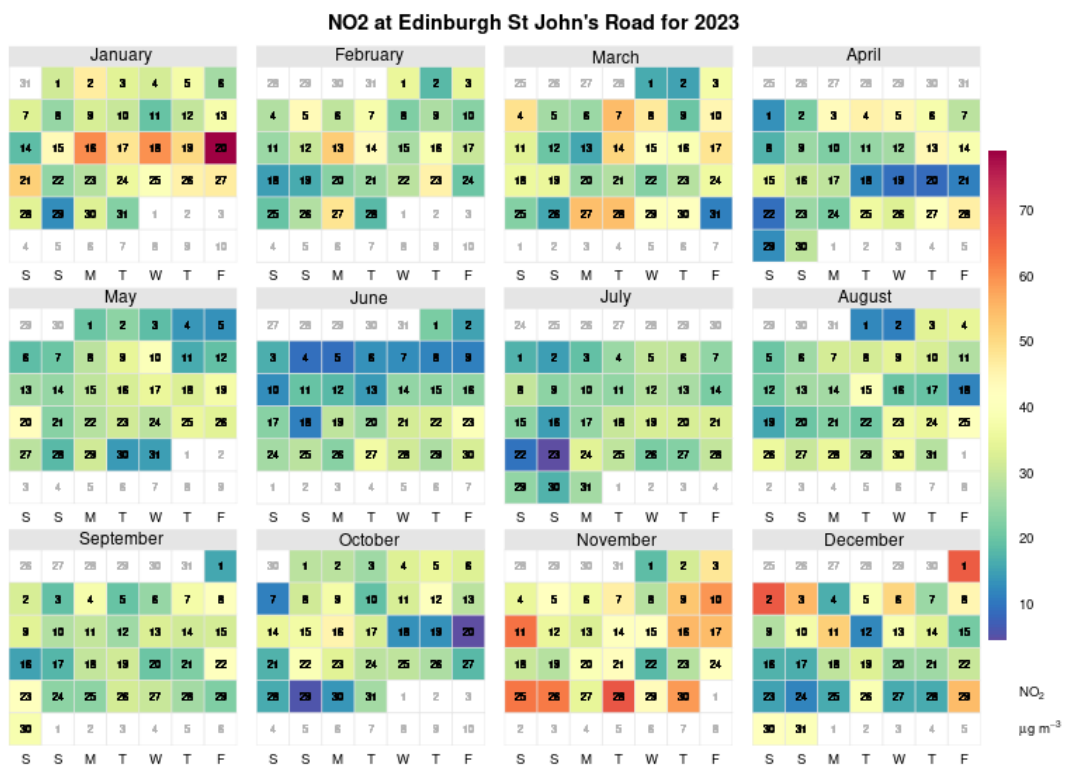 NO2 at Edinburgh St John's Road for 2023
January
31 1 2 3 4 5 6
7 8 9 10 11 12 13
14 15 16 17 18 19 20
21 22 23 24 25 26 27
28 29 30 31 1 2 3
4 5 6 7 8 9 10
S S M T W T F
February
28 29 30 31 1 2 3
4 5 6 7 8 9 10
11 12 13 14 15 16 17
18 19 20 21 22 23 24
25 26 27 28 1 2 3
4 5 6 7 8 9 10
S S M T W T F
March
25 26 27 28 1 2 3
4 5 6 7 8 9 10
11 12 13 14 15 16 17
18 19 20 21 22 23 24
25 26 27 28 29 30 31
1 2 3 4 5 6 7
S S M T W T F
April
25 26 27 28 29 30 31
1 2 3 4 5 6 7
8 9 10 11 12 13 14
15 16 17 18 19 20 21
22 23 24 25 26 27 28
29 30 1 2 3 4 5
S S M T W T F
May
29 30 1 2 3 4 5
6 7 8 9 10 11 12
13 14 15 16 17 18 19
20 21 22 23 24 25 26
27 28 29 30 31 1 2
3 4 5 6 7 8 9
S S M T W T F
June
27 28 29 30 31 1 2
3 4 5 6 7 8 9
10 11 12 13 14 15 16
17 18 19 20 21 22 23
24 25 26 27 28 29 30
1 2 3 4 5 6 7
S S M T W T F
July
24 25 26 27 28 29 30
1 2 3 4 5 6 7
8 9 10 11 12 13 14
15 16 17 18 19 20 21
22 23 24 25 26 27 28
29 30 31 1 2 3 4
S S M T W T F
August
29 30 31 1 2 3 4
5 6 7 8 9 10 11
12 13 14 15 16 17 18
19 20 21 22 23 24 25
26 27 28 29 30 31 1
2 3 4 5 6 7 8
S S M T W T F
September
26 27 28 29 30 31 1
2 3 4 5 6 7 8
9 10 11 12 13 14 15
16 17 18 19 20 21 22
23 24 25 26 27 28 29
30 1 2 3 4 5 6
S S M T W T F
October
30 1 2 3 4 5 6
7 8 9 10 11 12 13
14 15 16 17 18 19 20
21 22 23 24 25 26 27
28 29 30 31 1 2 3
4 5 6 7 8 9 10
S S M T W T F
November
28 29 30 31 1 2 3
4 5 6 7 8 9 10
11 12 13 14 15 16 17
18 19 20 21 22 23 24
25 26 27 28 29 30 1
2 3 4 5 6 7 8
S S M T W T F
December
25 26 27 28 29 30 1
2 3 4 5 6 7 8
9 10 11 12 13 14 15
16 17 18 19 20 21 22
23 24 25 26 27 28 29
30 31 1 2 3 4 5
S S M T W T F
70
60
50
40
30
20
10
NO₂
μg m⁻³